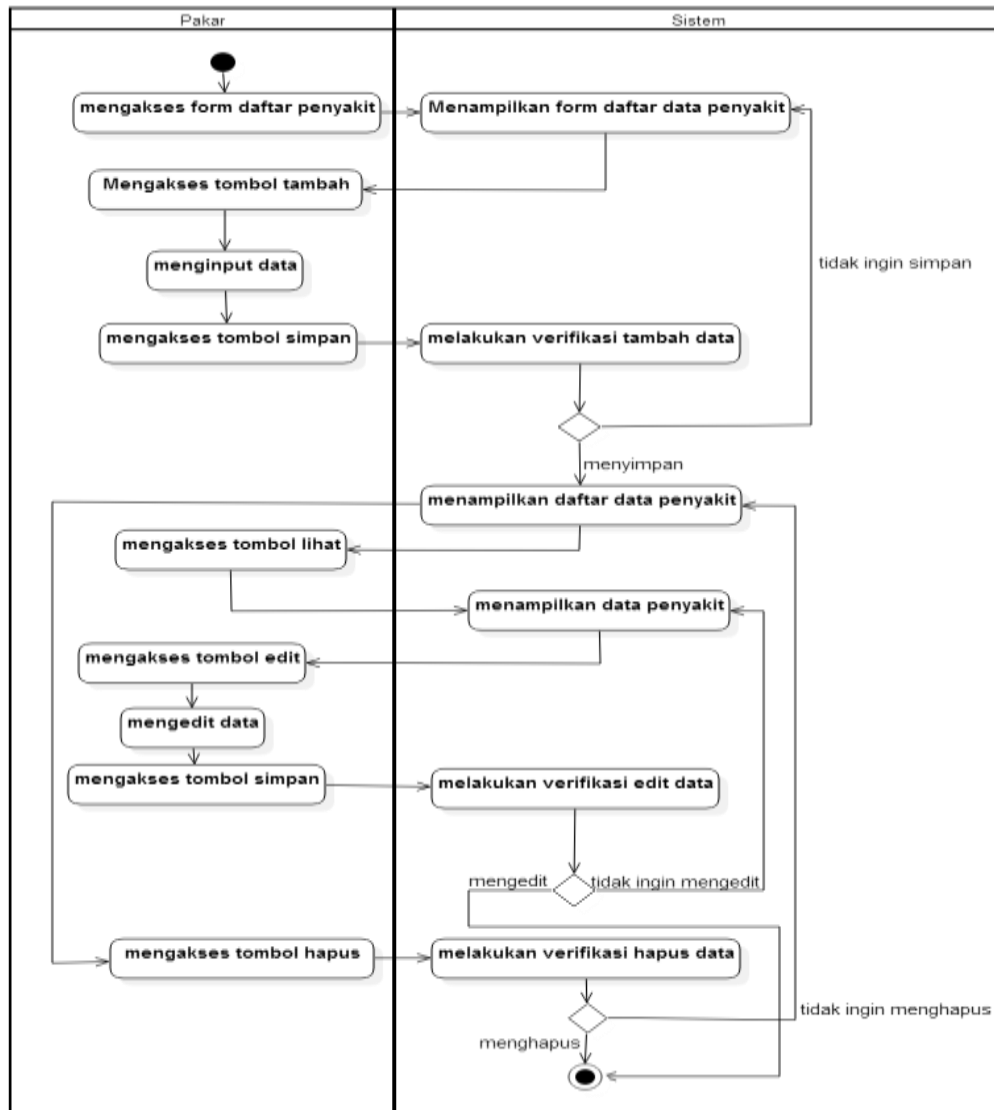 Pakar
Sistem
mengakses form daftar penyakit
Menampilkan form daftar data penyakit
Mengakses tombol tambah
menginput data
tidak ingin simpan
mengakses tombol simpan
melakukan verifikasi tambah data
menyimpan
menampilkan daftar data penyakit
mengakses tombol lihat
menampilkan data penyakit
mengakses tombol edit
mengedit data
mengakses tombol simpan
melakukan verifikasi edit data
mengedit
tidak ingin mengedit
mengakses tombol hapus
melakukan verifikasi hapus data
tidak ingin menghapus
menghapus